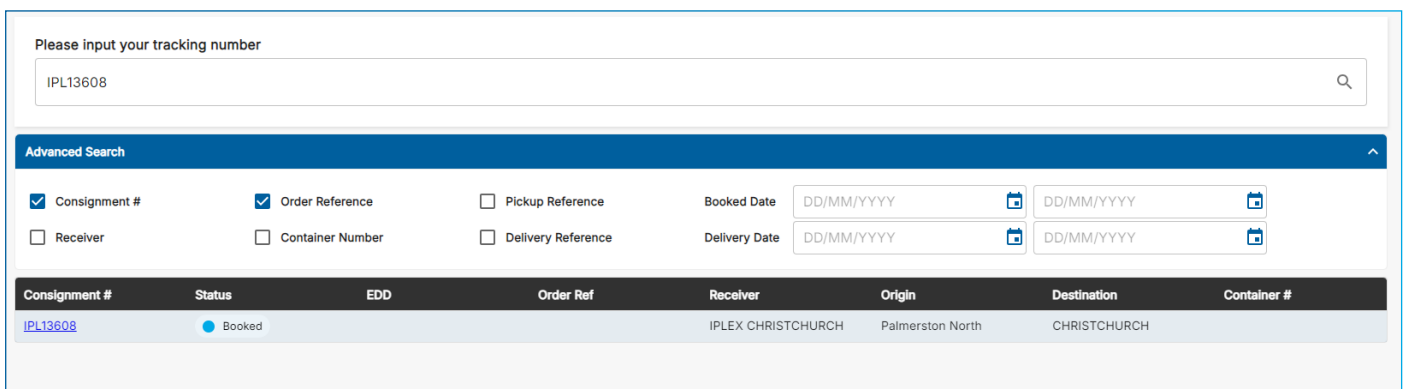 Please input your tracking number
IPL13608
Advanced Search
Consignment # Order Reference Pickup Reference Booked Date DD/MM/YYYY DD/MM/YYYY
Receiver Container Number Delivery Reference Delivery Date DD/MM/YYYY DD/MM/YYYY
Consignment # Status EDD Order Ref Receiver Origin Destination Container #
IPL13608 Booked IPLEX CHRISTCHURCH Palmerston North CHRISTCHURCH